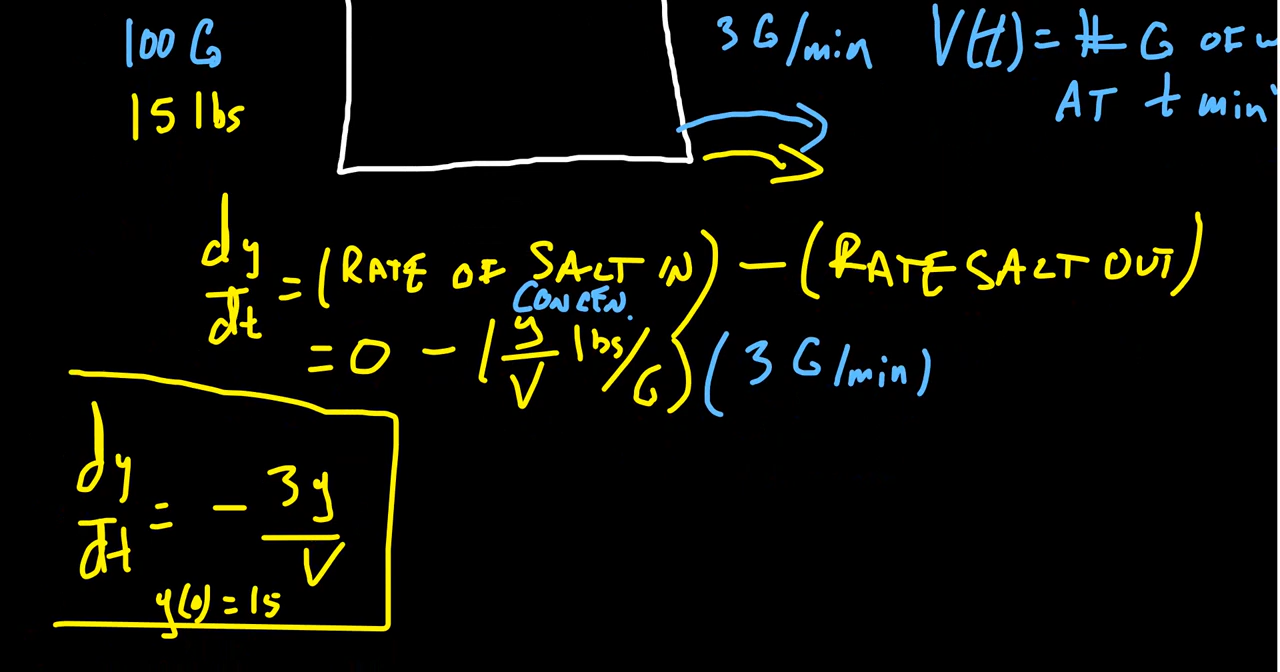 100 G
15 lbs
3 G/min
V(t) = # G OF
AT t min
dy/dt = (RATE OF SALT IN) - (RATE SALT OUT)
CONCEN.
= 0 - (y/V lbs/G)(3 G/min)
dy/dt = - 3y/V
y(0) = 15